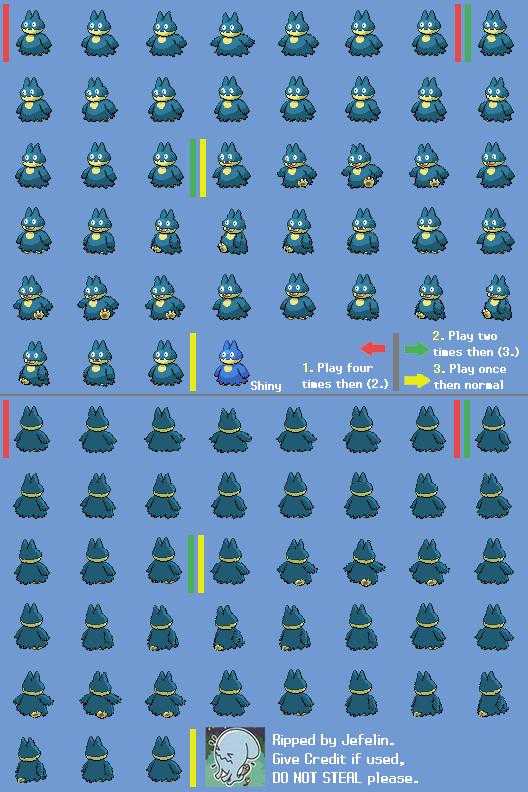 Shiny
1. Play four
times then (2.)
2. Play two
times then (3.)
3. Play once
then normal
Ripped by Jefelin.
Give Credit if used,
DO NOT STEAL please.